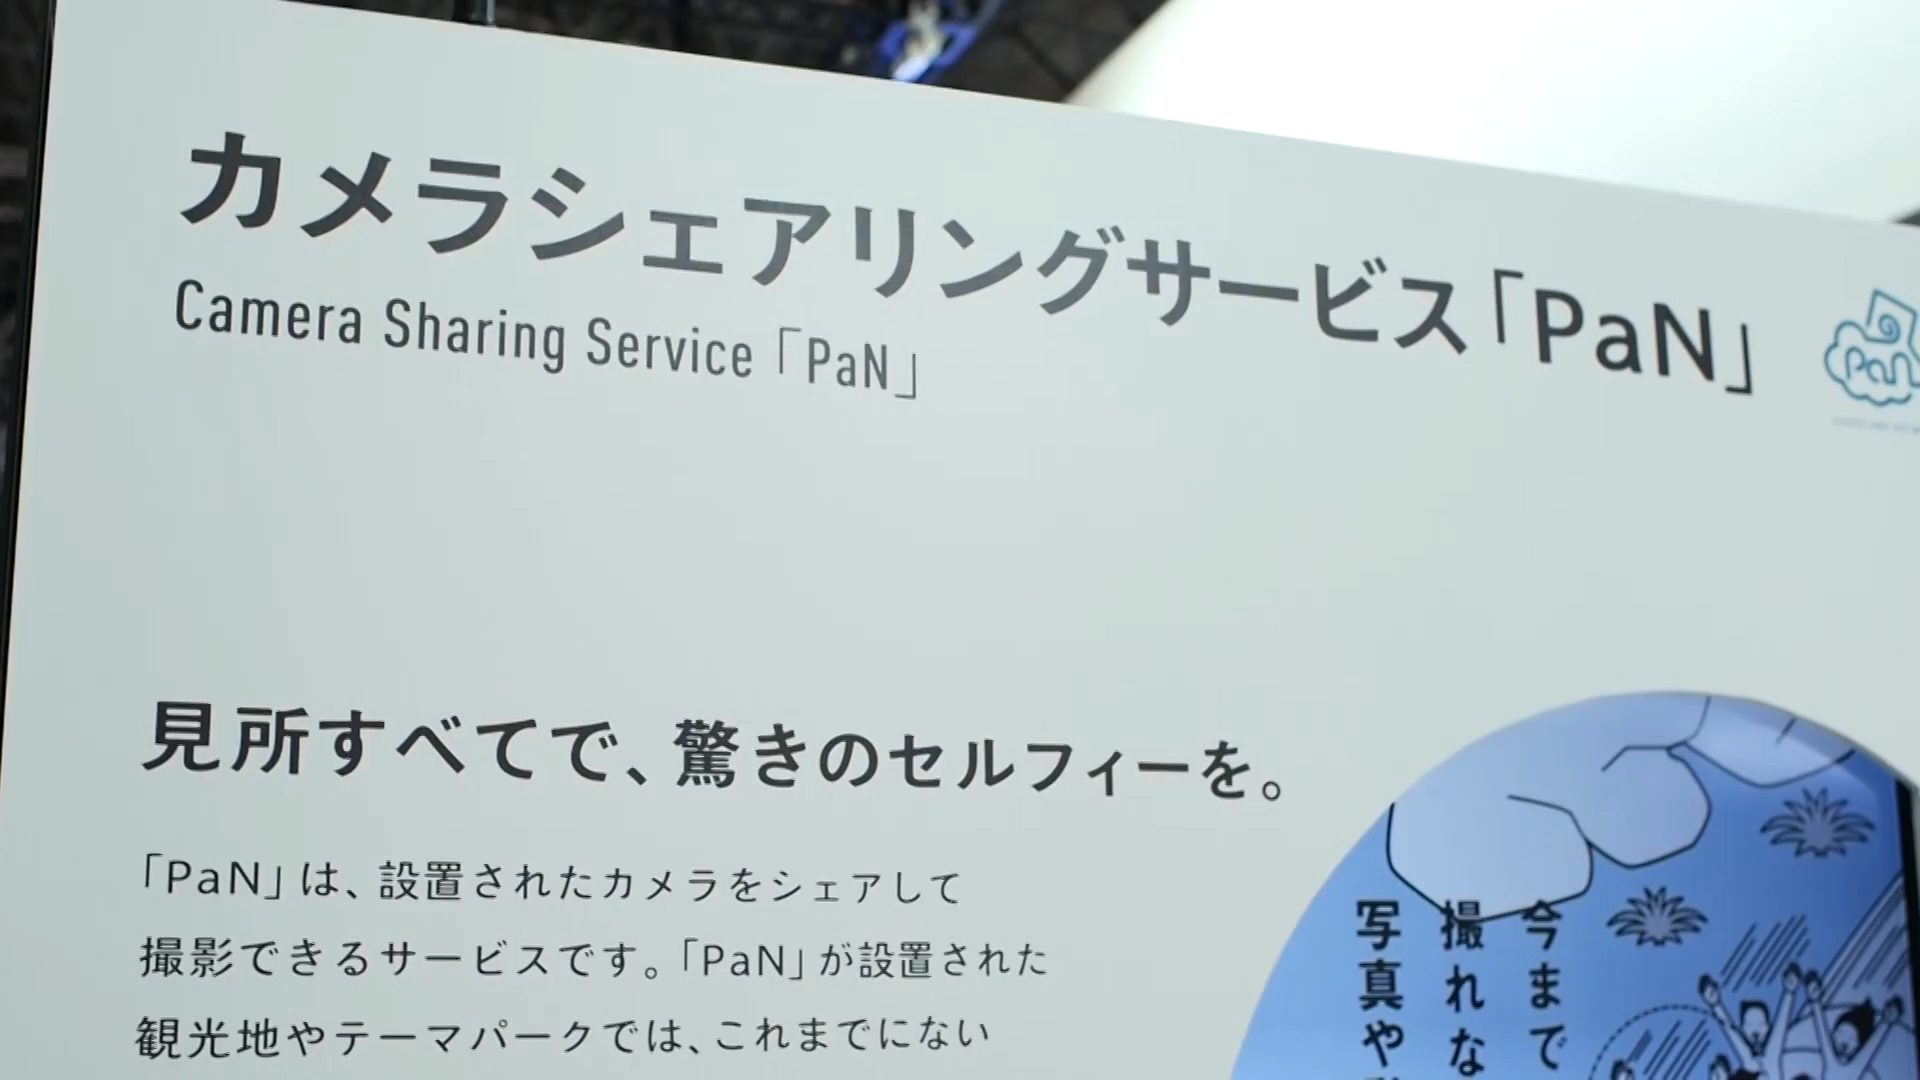 カメラシェアリングサービス「PaN」
Camera Sharing Service「PaN」
PaN
見所すべてで、驚きのセルフィーを。
「PaN」は、設置されたカメラをシェアして
撮影できるサービスです。「PaN」が設置された
観光地やテーマパークでは、これまでにない
今まで
撮れな
写真や